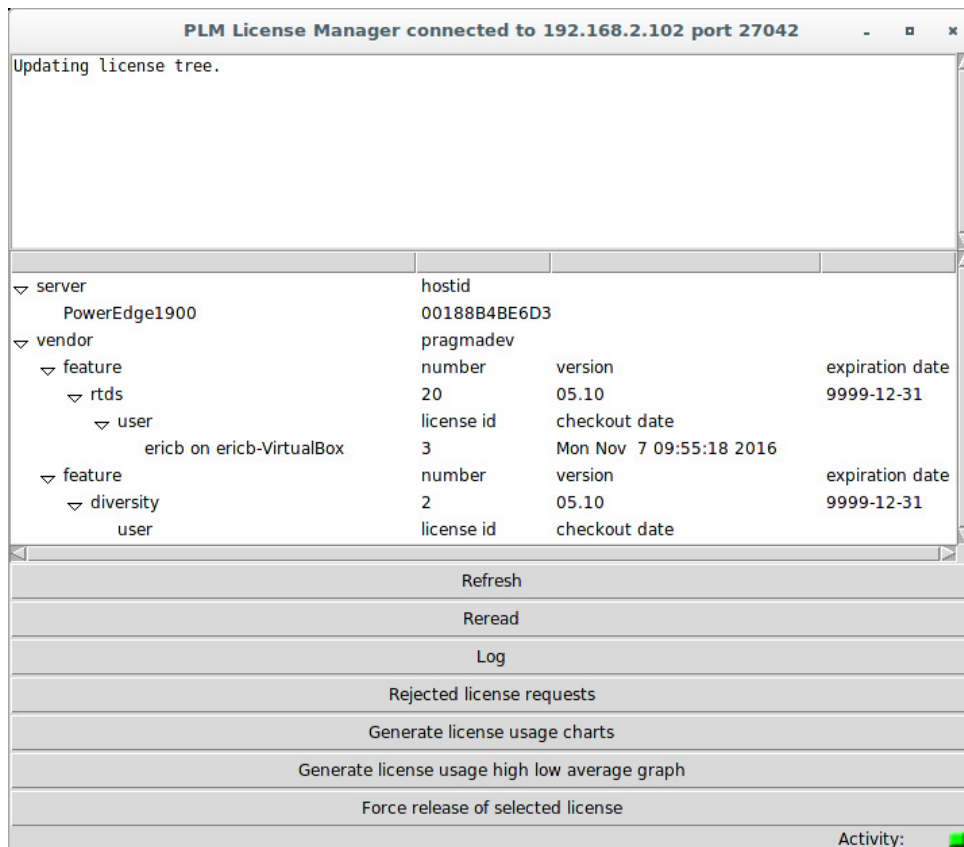 PLM License Manager connected to 192.168.2.102 port 27042
Updating license tree.
server hostid
PowerEdge1900 00188B4BE6D3
vendor pragmadev
feature number version expiration date
rtds 20 05.10 9999-12-31
user license id checkout date
ericb on ericb-VirtualBox 3 Mon Nov  7 09:55:18 2016
feature number version expiration date
diversity 2 05.10 9999-12-31
user license id checkout date
Refresh
Reread
Log
Rejected license requests
Generate license usage charts
Generate license usage high low average graph
Force release of selected license
Activity: